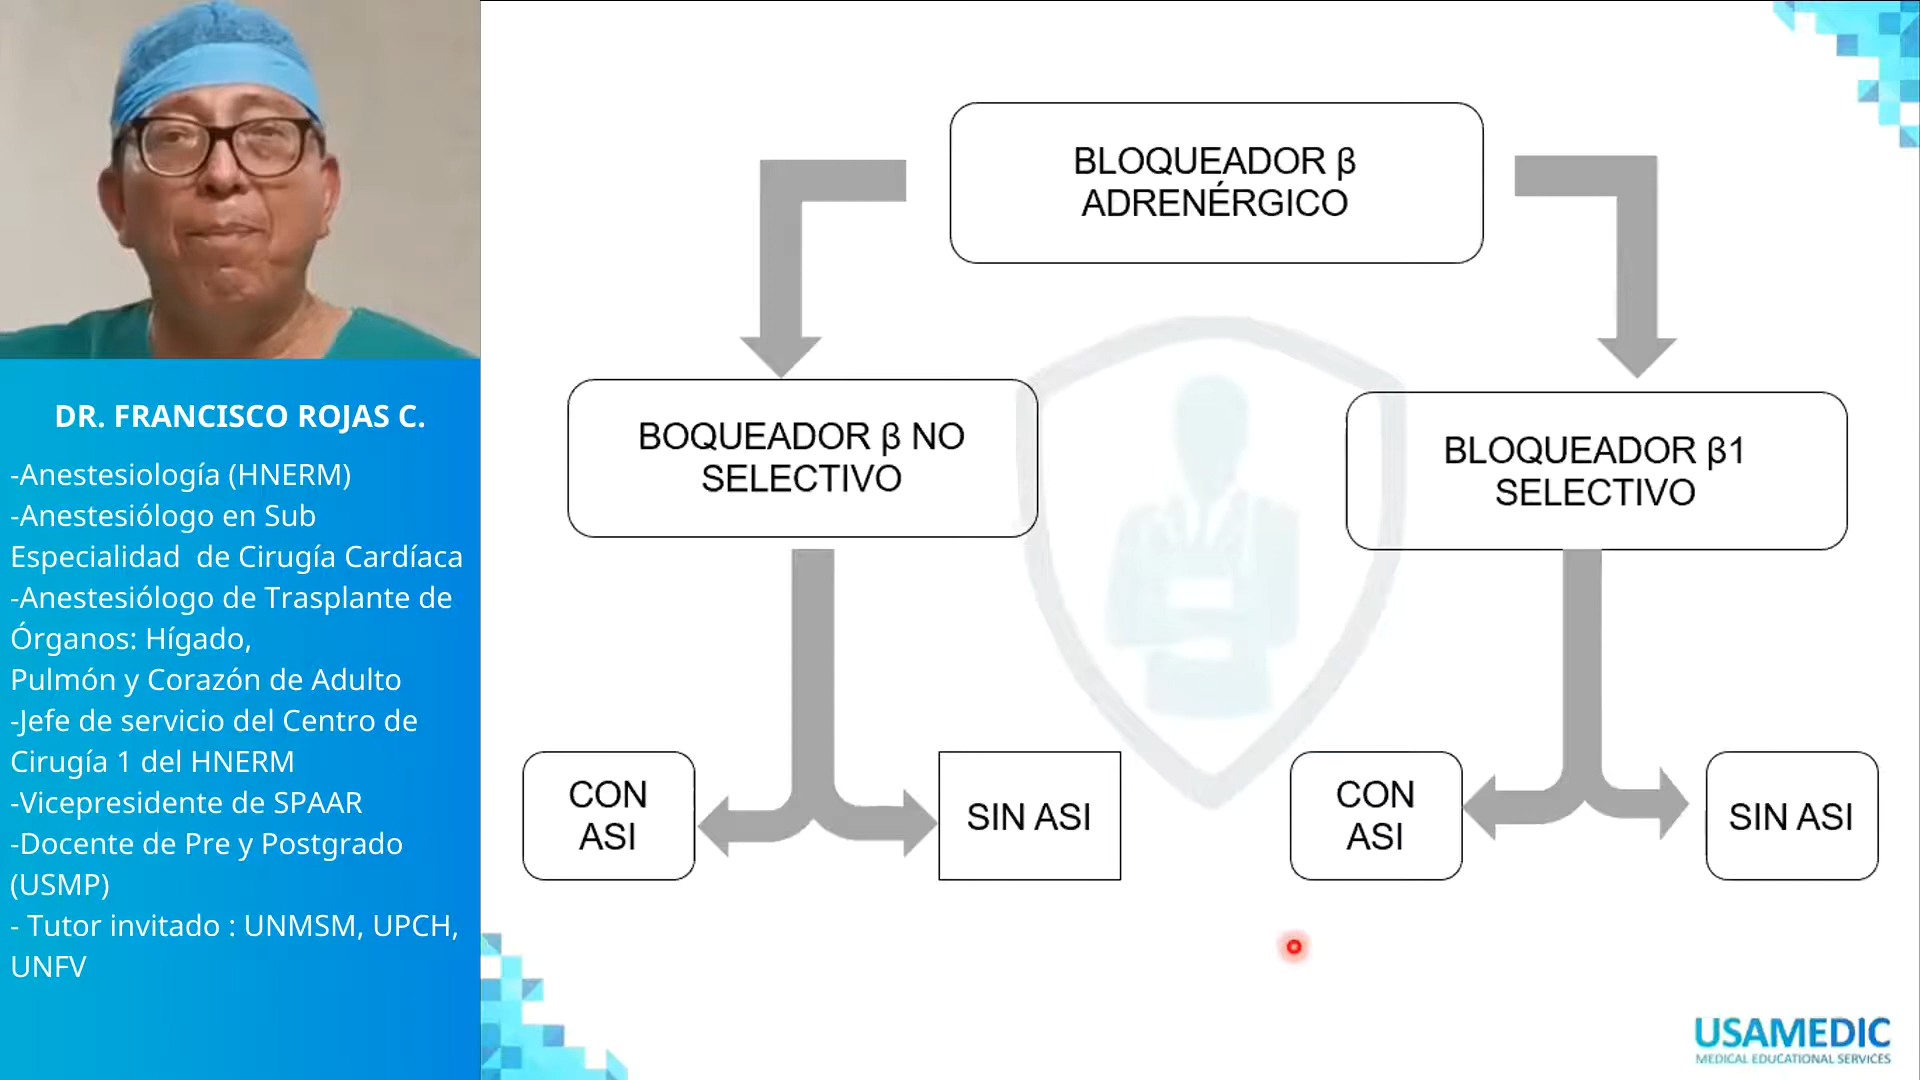 DR. FRANCISCO ROJAS C.
-Anestesiología (HNERM)
-Anestesiólogo en Sub
Especialidad  de Cirugía Cardíaca
-Anestesiólogo de Trasplante de
Órganos: Hígado,
Pulmón y Corazón de Adulto
-Jefe de servicio del Centro de
Cirugía 1 del HNERM
-Vicepresidente de SPAAR
-Docente de Pre y Postgrado
(USMP)
- Tutor invitado : UNMSM, UPCH,
UNFV
BLOQUEADOR β
ADRENÉRGICO
BOQUEADOR β NO
SELECTIVO
BLOQUEADOR β1
SELECTIVO
CON
ASI
SIN ASI
CON
ASI
SIN ASI
USAMEDIC
MEDICAL EDUCATIONAL SERVICES